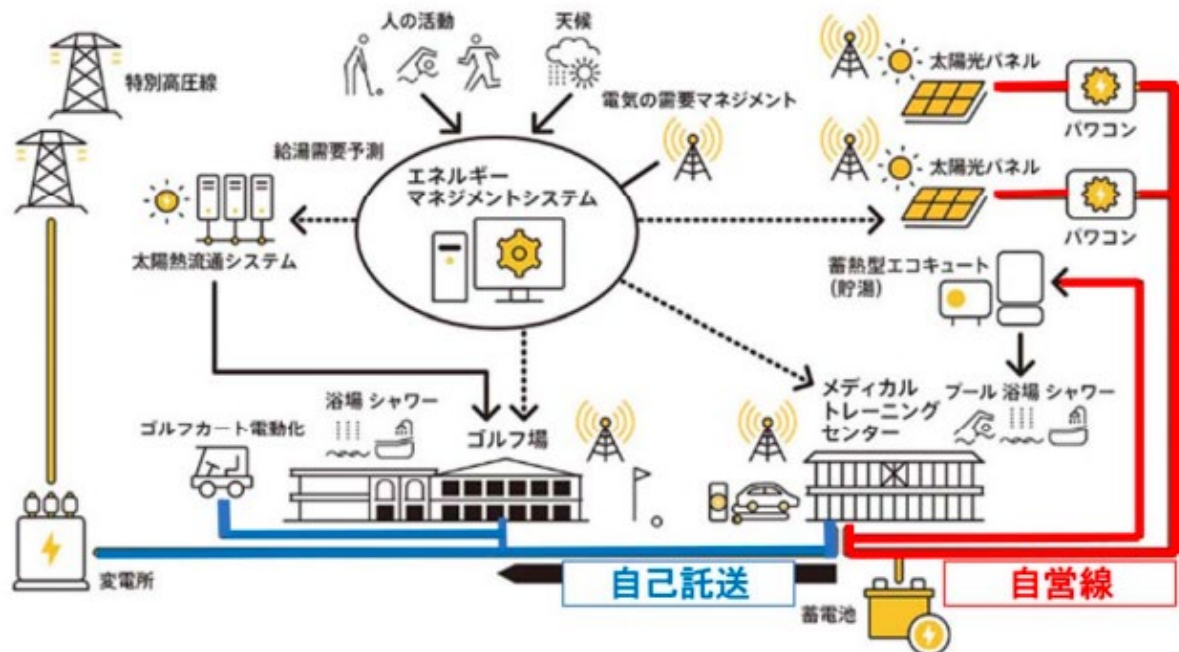 人の活動
天候
特別高圧線
電気の需要マネジメント
太陽光パネル
パワコン
給湯需要予測
エネルギー
マネジメントシステム
太陽光パネル
パワコン
太陽熱流通システム
蓄熱型エコキュート
(貯湯)
浴場 シャワー
ゴルフカート電動化
ゴルフ場
メディカル
トレーニング
センター
プール 浴場 シャワー
変電所
自己託送
自営線
蓄電池